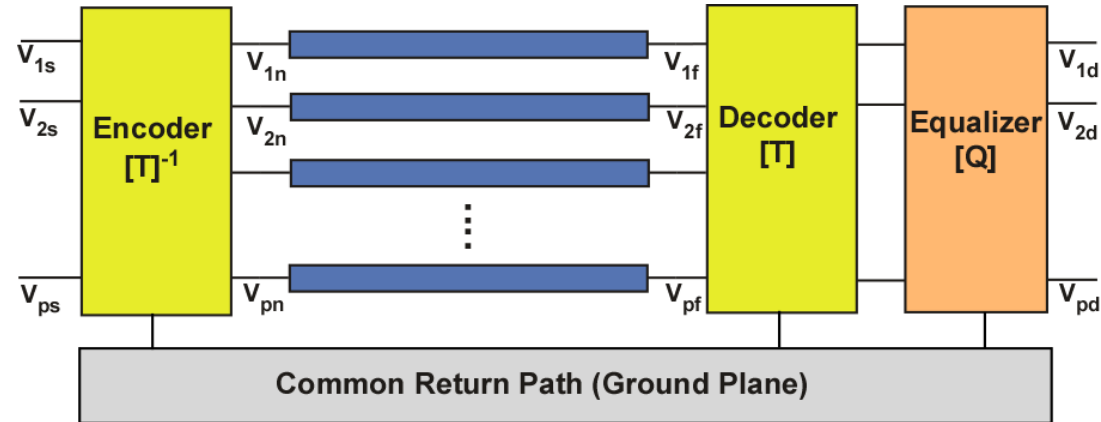 V1s
V2s
Vps
Encoder
[T]-1
V1n
V2n
Vpn
V1f
V2f
Vpf
Decoder
[T]
Equalizer
[Q]
V1d
V2d
Vpd
Common Return Path (Ground Plane)